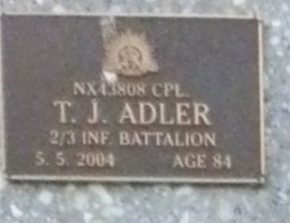 NX43808 CPL.
T. J. ADLER
2/3 INF. BATTALION
5. 5. 2004 AGE 84